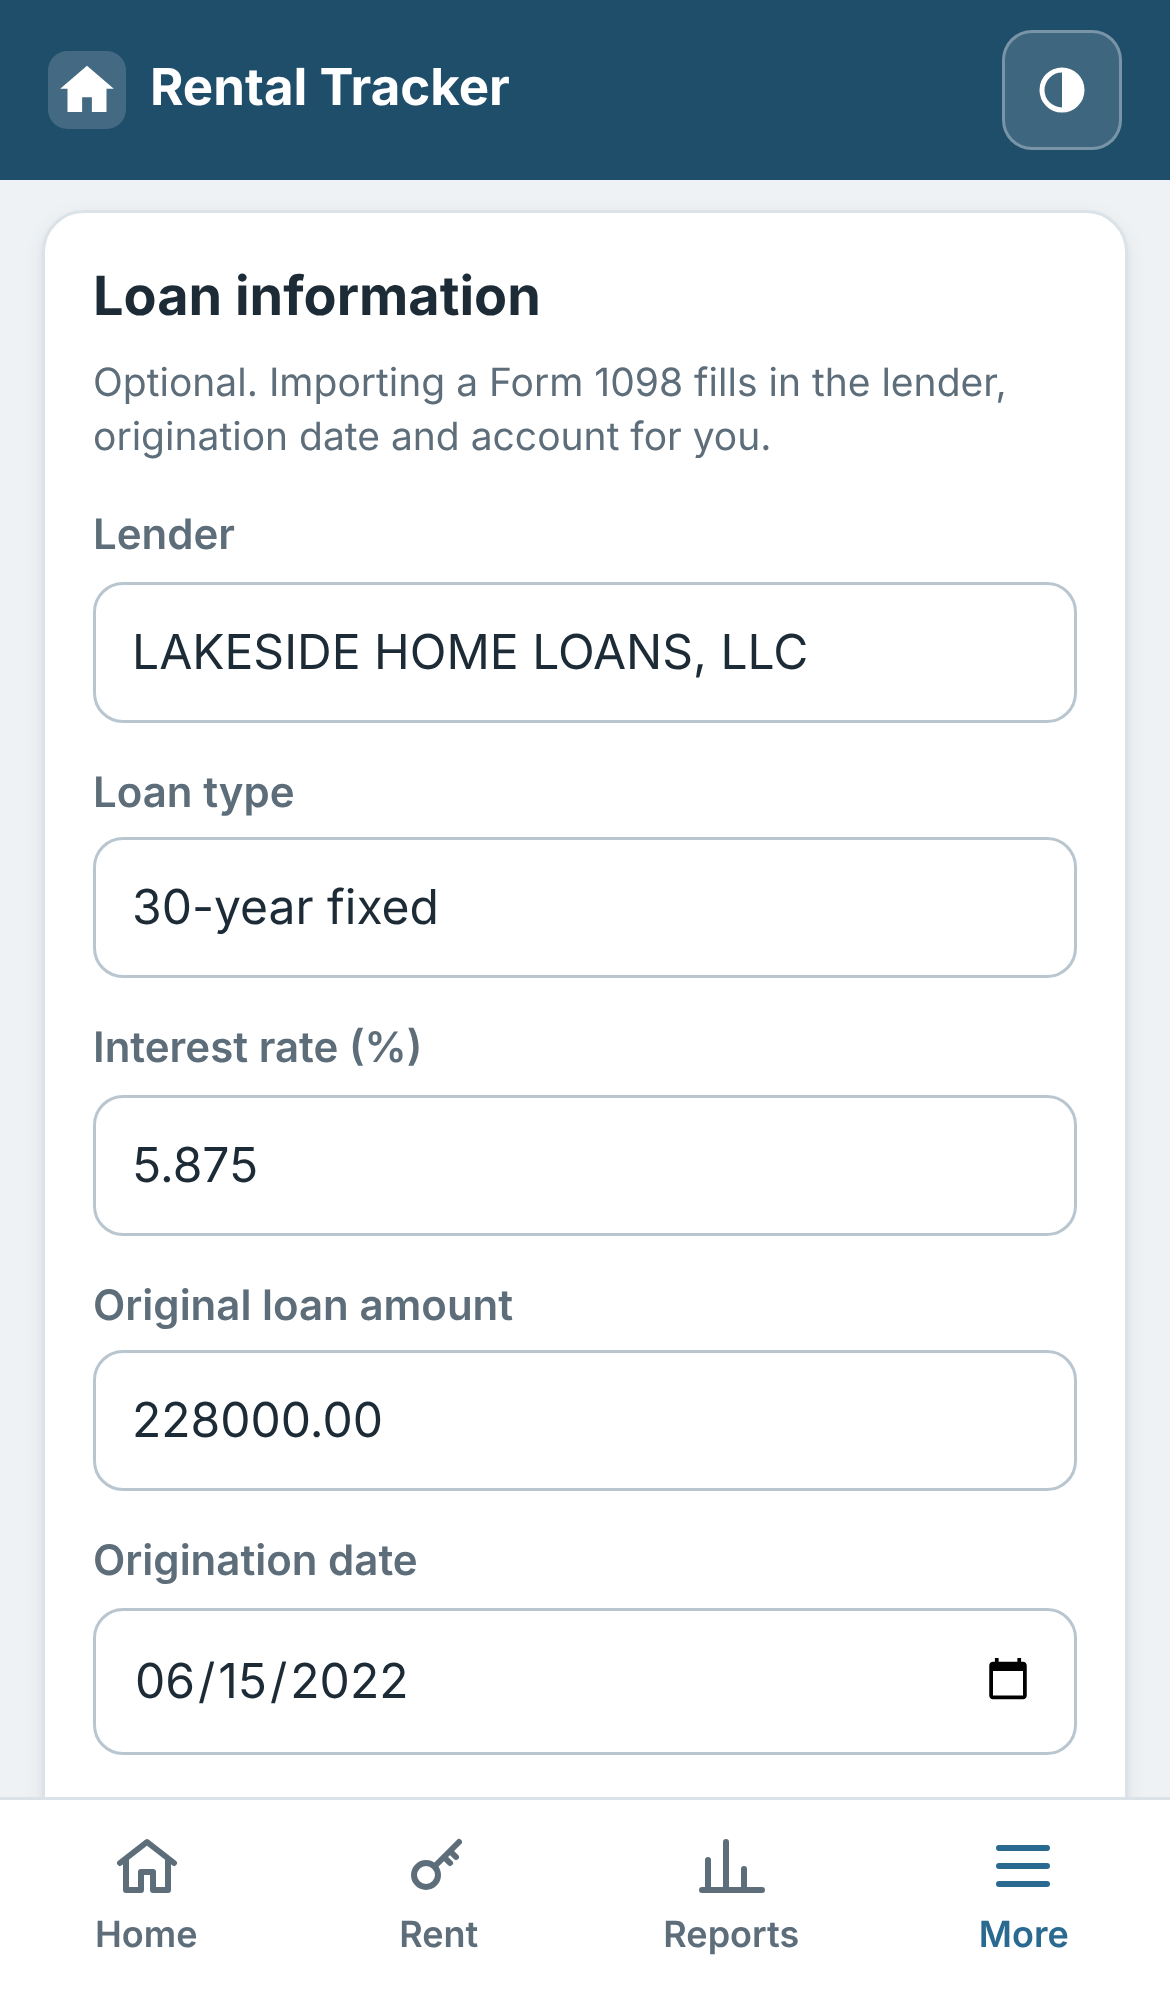 Rental Tracker
Loan information
Optional. Importing a Form 1098 fills in the lender,
origination date and account for you.
Lender
LAKESIDE HOME LOANS, LLC
Loan type
30-year fixed
Interest rate (%)
5.875
Original loan amount
228000.00
Origination date
06/15/2022
Home
Rent
Reports
More